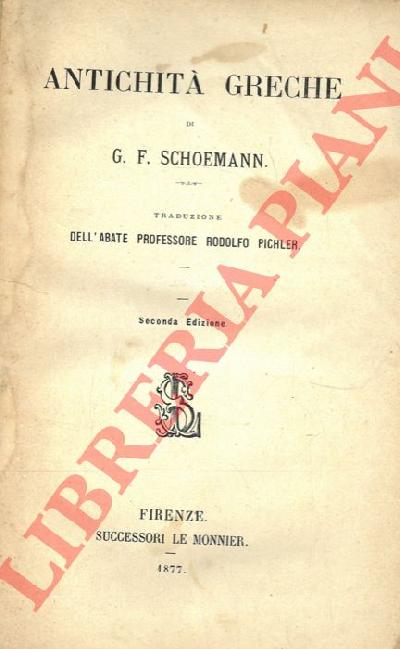 ANTICHITÀ GRECHE
DI
G. F. SCHOEMANN.
TRADUZIONE
DELL'ABATE PROFESSORE RODOLFO PICHLER.
Seconda Edizione
FIRENZE.
SUCCESSORI LE MONNIER.
1877.
LIBRERIA PIANI